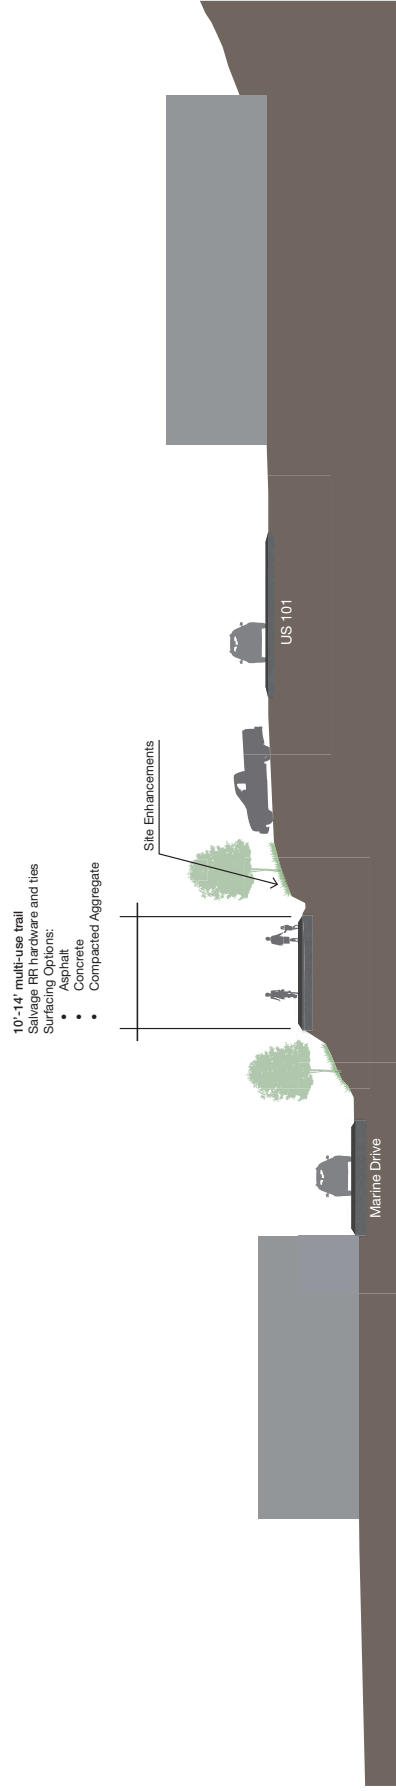 10'-14' multi-use trail
Salvage RR hardware and ties
Surfacing Options:
• Asphalt
• Concrete
• Compacted Aggregate
Site Enhancements
Marine Drive
US 101